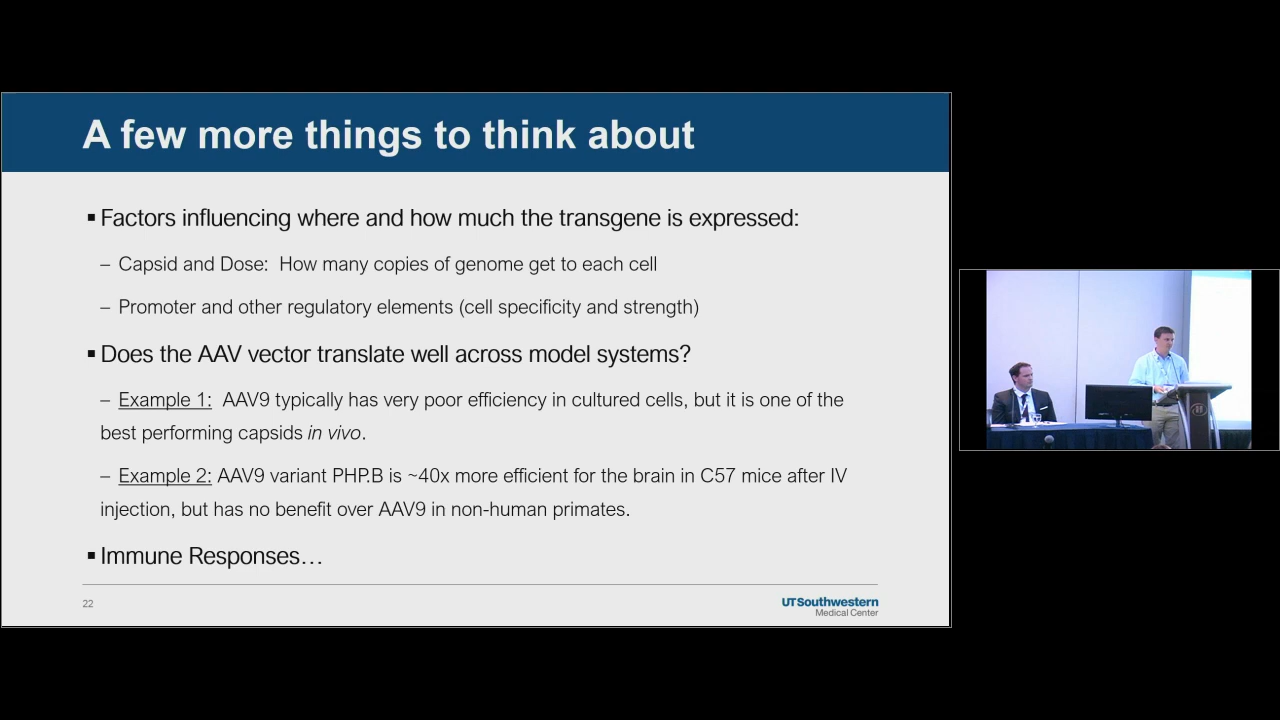 A few more things to think about
▪ Factors influencing where and how much the transgene is expressed:
– Capsid and Dose: How many copies of genome get to each cell
– Promoter and other regulatory elements (cell specificity and strength)
▪ Does the AAV vector translate well across model systems?
– Example 1: AAV9 typically has very poor efficiency in cultured cells, but it is one of the
best performing capsids in vivo.
– Example 2: AAV9 variant PHP.B is ~40x more efficient for the brain in C57 mice after IV
injection, but has no benefit over AAV9 in non-human primates.
▪ Immune Responses…
22
UTSouthwestern
Medical Center